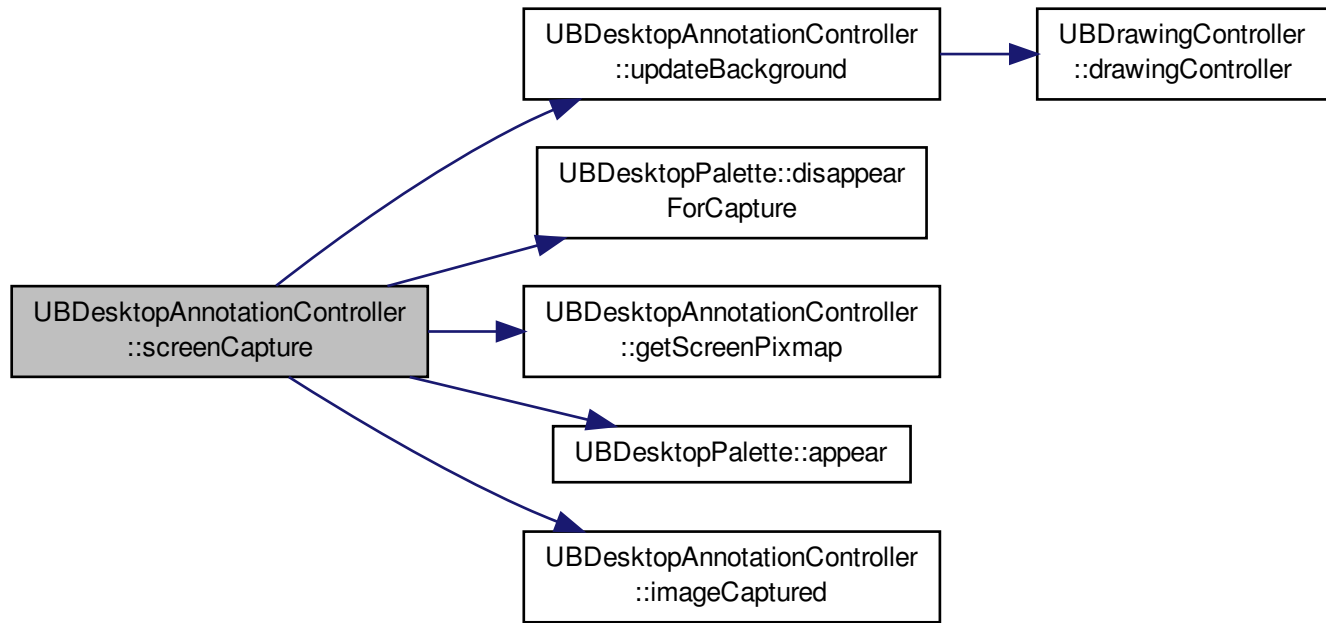 UBDesktopAnnotationController
::screenCapture
UBDesktopAnnotationController
::updateBackground
UBDrawingController
::drawingController
UBDesktopPalette::disappear
ForCapture
UBDesktopAnnotationController
::getScreenPixmap
UBDesktopPalette::appear
UBDesktopAnnotationController
::imageCaptured